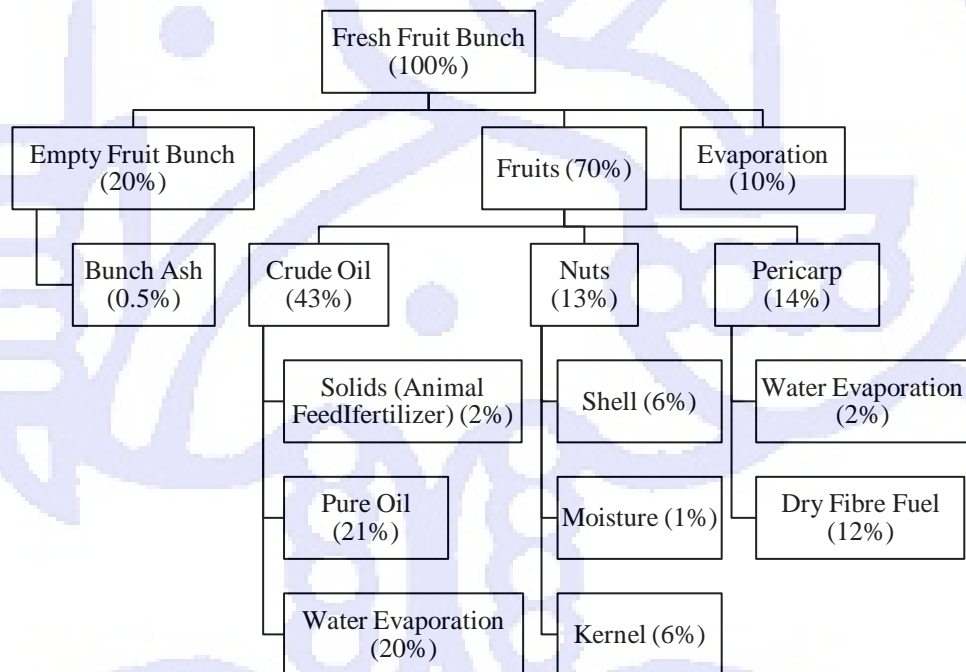 Fresh Fruit Bunch
(100%)
Empty Fruit Bunch
(20%)
Fruits (70%)
Evaporation
(10%)
Bunch Ash
(0.5%)
Crude Oil
(43%)
Nuts
(13%)
Pericarp
(14%)
Solids (Animal
FeedIfertilizer) (2%)
Shell (6%)
Water Evaporation
(2%)
Pure Oil
(21%)
Moisture (1%)
Dry Fibre Fuel
(12%)
Water Evaporation
(20%)
Kernel (6%)